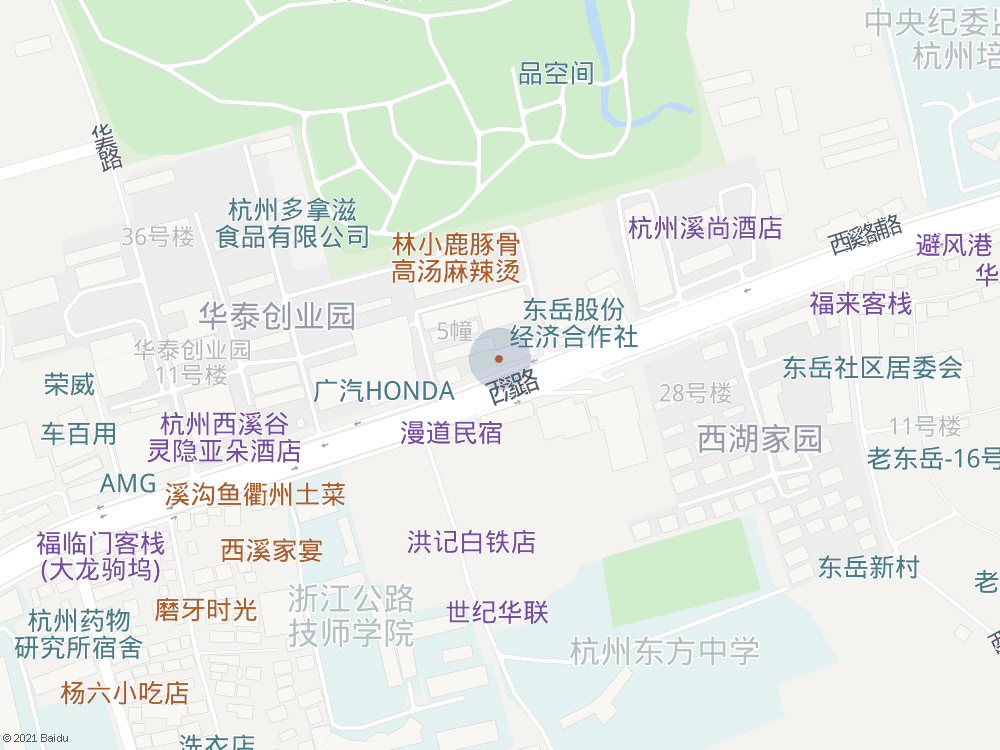 中央纪委监
杭州培
品空间
华泰路
杭州多拿滋
食品有限公司
36号楼
林小鹿豚骨
高汤麻辣烫
杭州溪尚酒店
西溪路辅路
避风港
华
福来客栈
华泰创业园
5幢
东岳股份
经济合作社
华泰创业园
11号楼
荣威
广汽HONDA
西溪路
28号楼
东岳社区居委会
车百用
杭州西溪谷
灵隐亚朵酒店
漫道民宿
西湖家园
11号楼
老东岳-16号
AMG
溪沟鱼衢州土菜
福临门客栈
(大龙驹坞)
西溪家宴
洪记白铁店
东岳新村
老
杭州药物
研究所宿舍
磨牙时光
浙江公路
技师学院
世纪华联
杭州东方中学
杨六小吃店
洗衣店
© 2021 Baidu